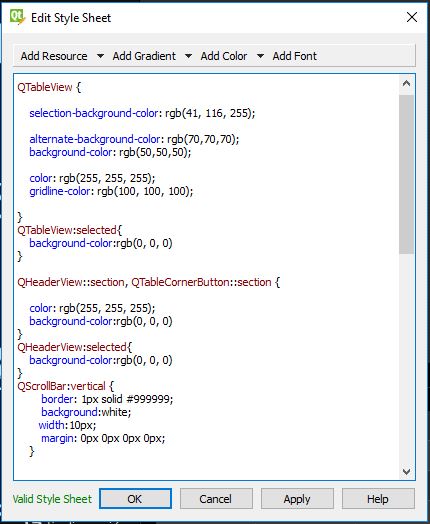 Qt Edit Style Sheet
Add Resource Add Gradient Add Color Add Font
QTableView {
selection-background-color: rgb(41, 116, 255);
alternate-background-color: rgb(70,70,70);
background-color: rgb(50,50,50);
color: rgb(255, 255, 255);
gridline-color: rgb(100, 100, 100);
}
QTableView:selected{
background-color:rgb(0, 0, 0)
}
QHeaderView::section, QTableCornerButton::section {
color: rgb(255, 255, 255);
background-color:rgb(0, 0, 0)
}
QHeaderView:selected{
background-color:rgb(0, 0, 0)
}
QScrollBar:vertical {
border: 1px solid #999999;
background:white;
width:10px;
margin: 0px 0px 0px 0px;
}
Valid Style Sheet OK Cancel Apply Help